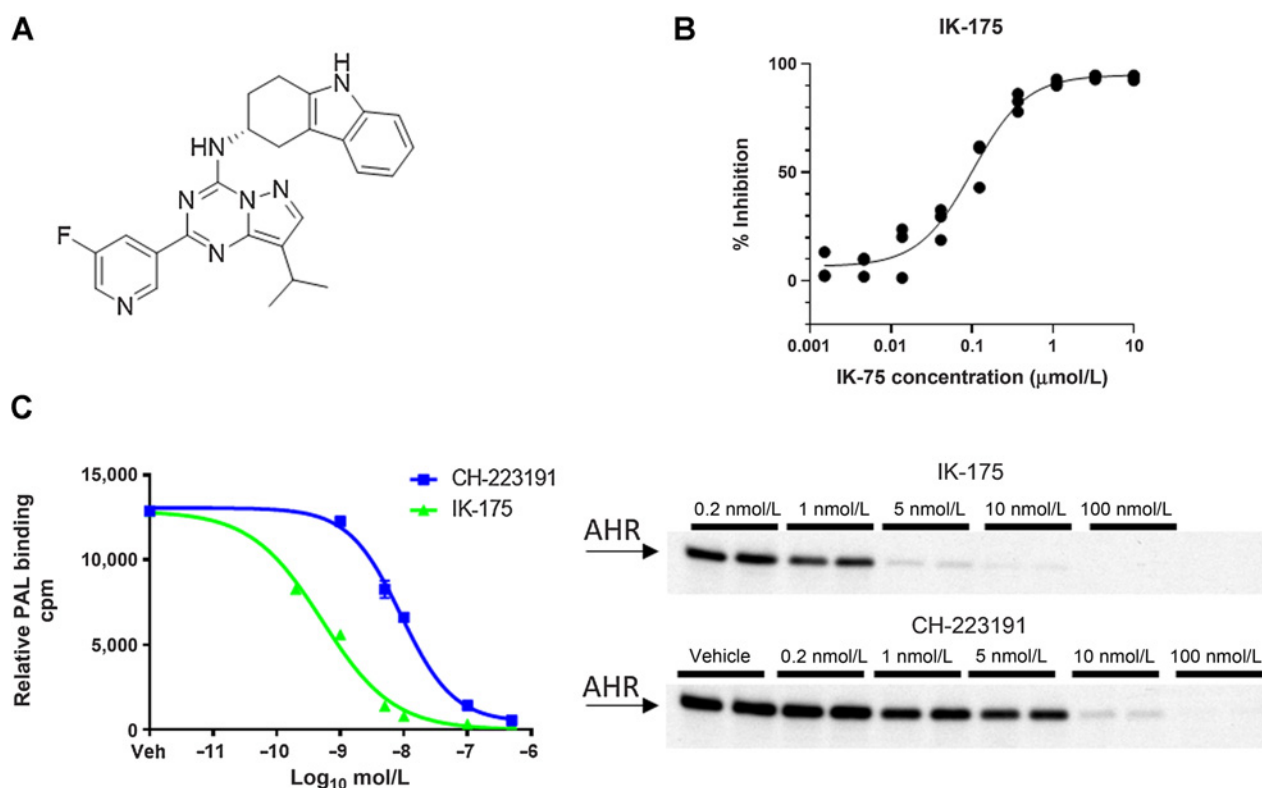 A
H
N
HN
N
N
N
N
N
F
N
B
IK-175
100
50
0
% Inhibition
0.001 0.01 0.1 1 10
IK-75 concentration (μmol/L)
C
15,000
10,000
5,000
0
Relative PAL binding
cpm
CH-223191
IK-175
Veh −11 −10 −9 −8 −7 −6
Log10 mol/L
IK-175
0.2 nmol/L 1 nmol/L 5 nmol/L 10 nmol/L 100 nmol/L
AHR
CH-223191
Vehicle 0.2 nmol/L 1 nmol/L 5 nmol/L 10 nmol/L 100 nmol/L
AHR